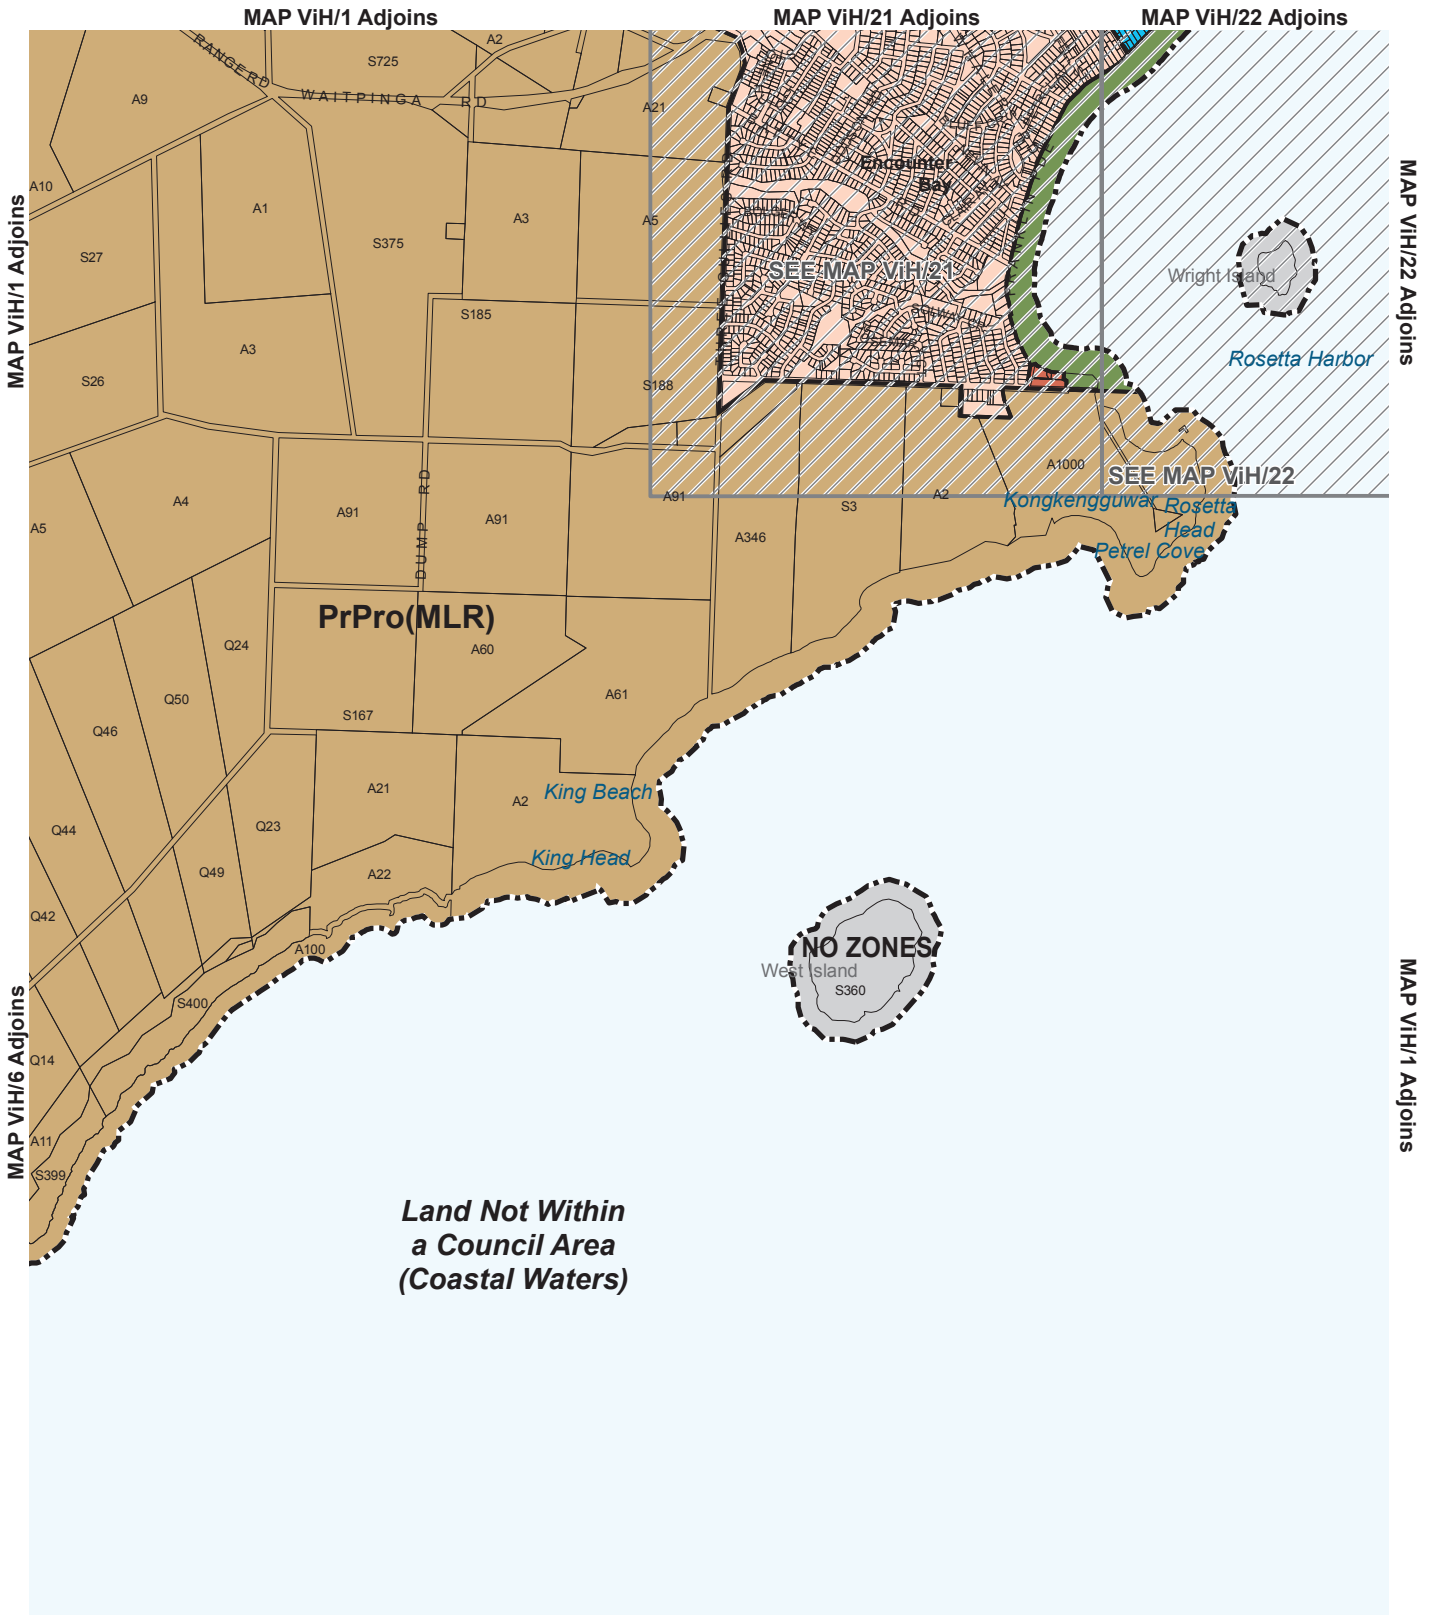 MAP ViH/1 Adjoins
MAP ViH/21 Adjoins
MAP ViH/22 Adjoins
RANGE RD
S725
A2
A9
WAITPINGA RD
A21
A10
A1
A3
A5
S375
S27
Encounter
Bay
FRANKLIN
SEE MAP ViH/21
Wright Island
MAP ViH/1 Adjoins
MAP ViH/22 Adjoins
S185
A3
S26
S188
Rosetta Harbor
A4
A5
A91
DUMP RD
A91
A91
S3
A2
A1000
SEE MAP ViH/22
Kongkengguwar
Rosetta
Head
Petrel Cove
A346
PrPro(MLR)
Q24
A60
Q50
A61
S167
Q46
A21
A2
King Beach
Q44
Q23
King Head
Q49
A22
Q42
A100
NO ZONES
West Island
S360
S400
Q14
A11
S399
MAP ViH/6 Adjoins
MAP ViH/1 Adjoins
Land Not Within
a Council Area
(Coastal Waters)